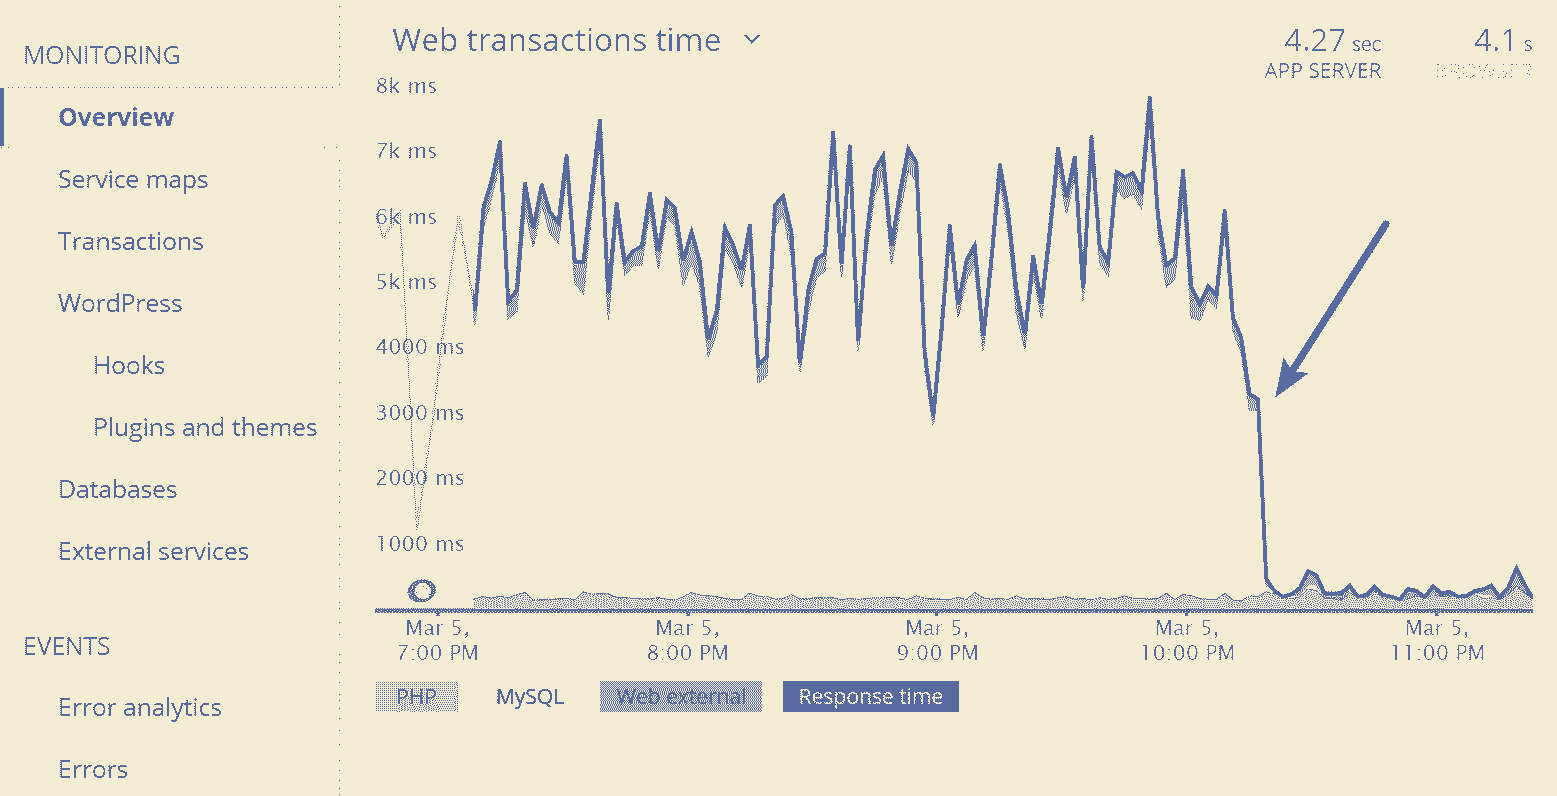 MONITORING
Overview
Service maps
Transactions
WordPress
Hooks
Plugins and themes
Databases
External services
EVENTS
Error analytics
Errors
Web transactions time
4.27 sec
APP SERVER
4.1 s
BROWSER
8k ms
7k ms
6k ms
5k ms
4000 ms
3000 ms
2000 ms
1000 ms
Mar 5,
7:00 PM
Mar 5,
8:00 PM
Mar 5,
9:00 PM
Mar 5,
10:00 PM
Mar 5,
11:00 PM
PHP
MySQL
Web external
Response time